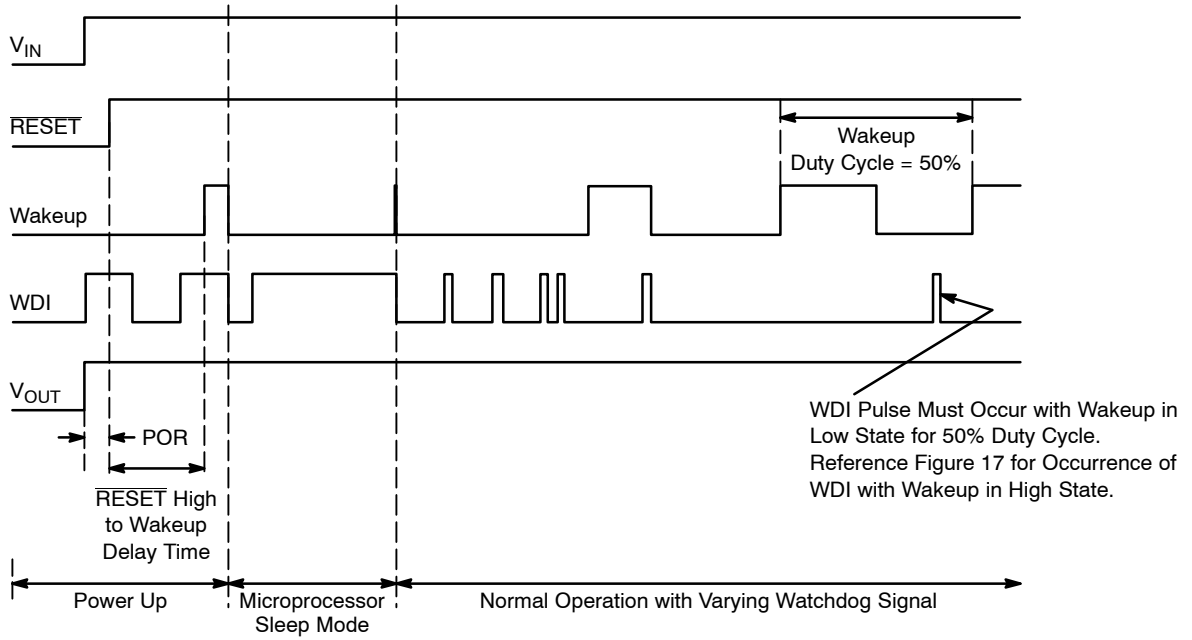 VIN
RESET
Wakeup
Duty Cycle = 50%
Wakeup
WDI
VOUT
WDI Pulse Must Occur with Wakeup in
Low State for 50% Duty Cycle.
Reference Figure 17 for Occurrence of
WDI with Wakeup in High State.
POR
RESET High
to Wakeup
Delay Time
Power Up
Microprocessor
Sleep Mode
Normal Operation with Varying Watchdog Signal